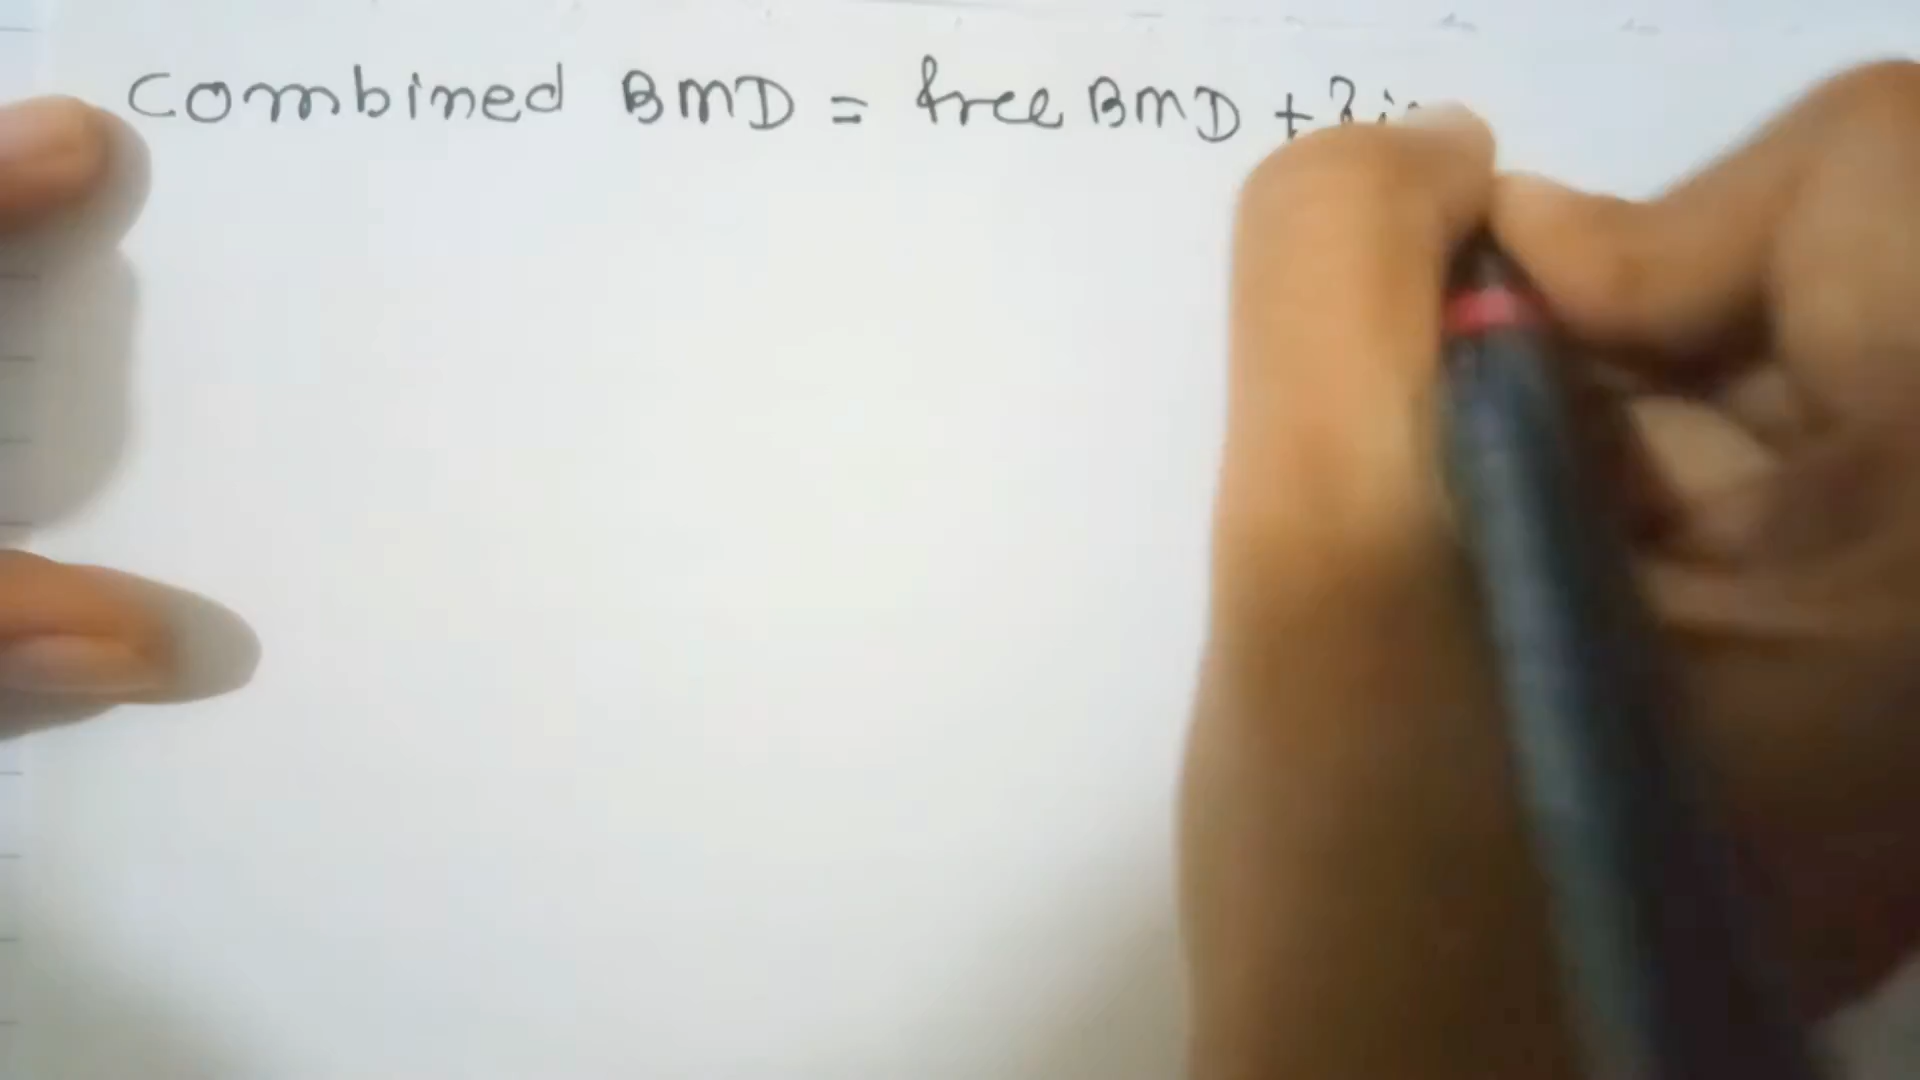 Combined BMD = free BMD +